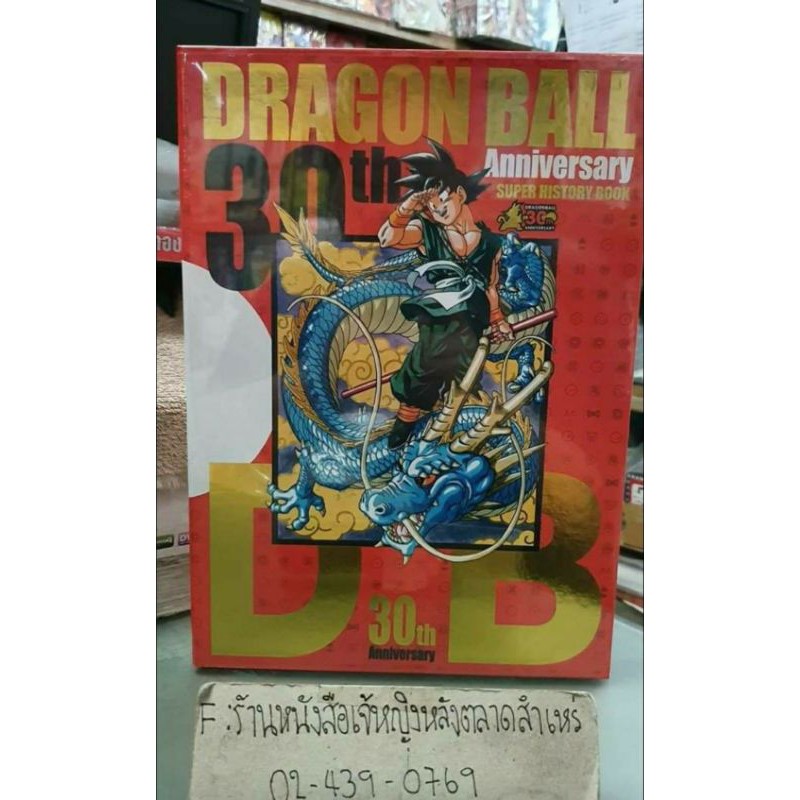 DRAGON BALL
30th
Anniversary
SUPER HISTORY BOOK
DRAGONBALL
30th
ANNIVERSARY
DB
30th
Anniversary
F:ร้านหนังสือเจ้หญิงหลังตลาดสำเหร่
02-439-0769